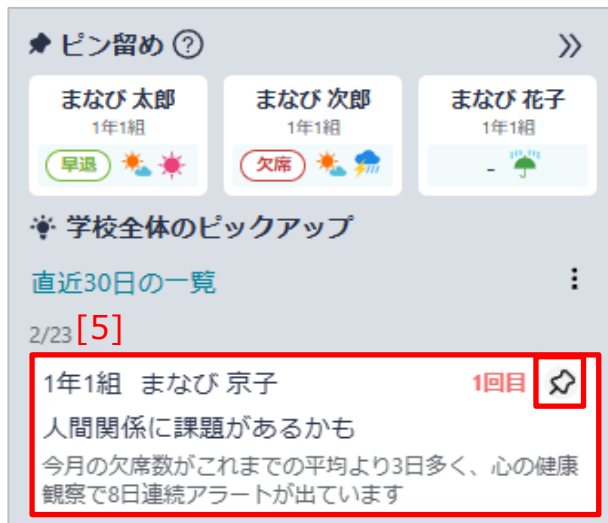 ピン留め ?
まなび 太郎
1年1組
早退
まなび 次郎
1年1組
欠席
まなび 花子
1年1組
-
学校全体のピックアップ
直近30日の一覧
2/23 [5]
1年1組 まなび 京子 1回目
人間関係に課題があるかも
今月の欠席数がこれまでの平均より3日多く、心の健康
観察で8日連続アラートが出ています